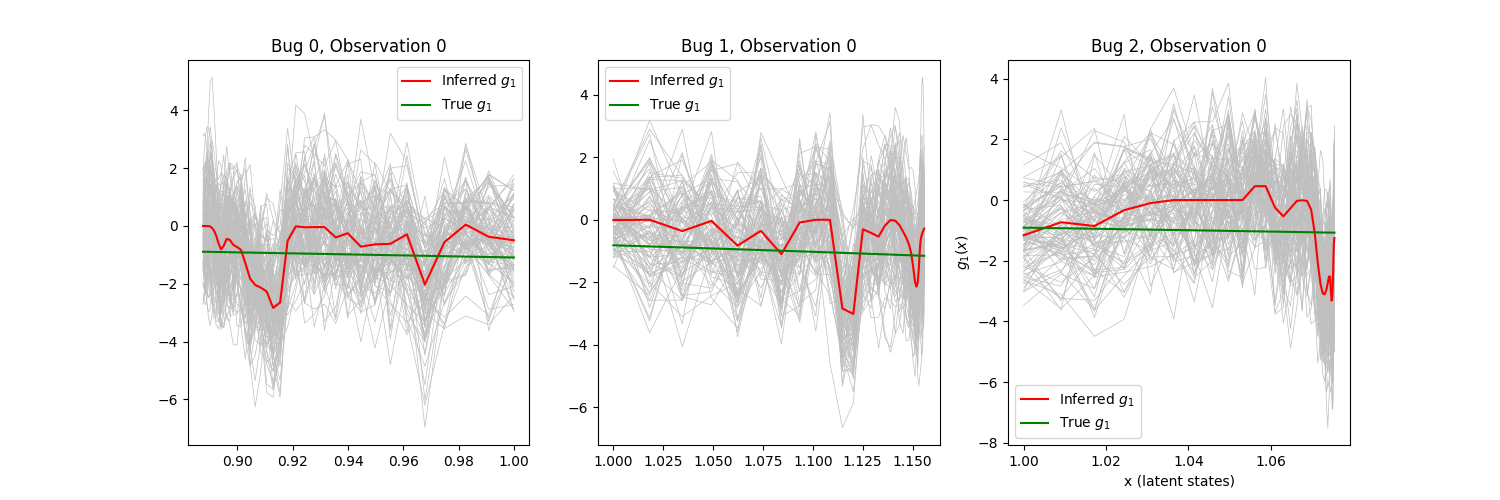 Bug 0, Observation 0
Inferred g₁
True g₁
4
2
0
−2
−4
−6
0.90 0.92 0.94 0.96 0.98 1.00
Bug 1, Observation 0
Inferred g₁
True g₁
4
2
0
−2
−4
−6
1.000 1.025 1.050 1.075 1.100 1.125 1.150
Bug 2, Observation 0
g₁(x)
4
2
0
−2
−4
−6
−8
Inferred g₁
True g₁
1.00 1.02 1.04 1.06
x (latent states)